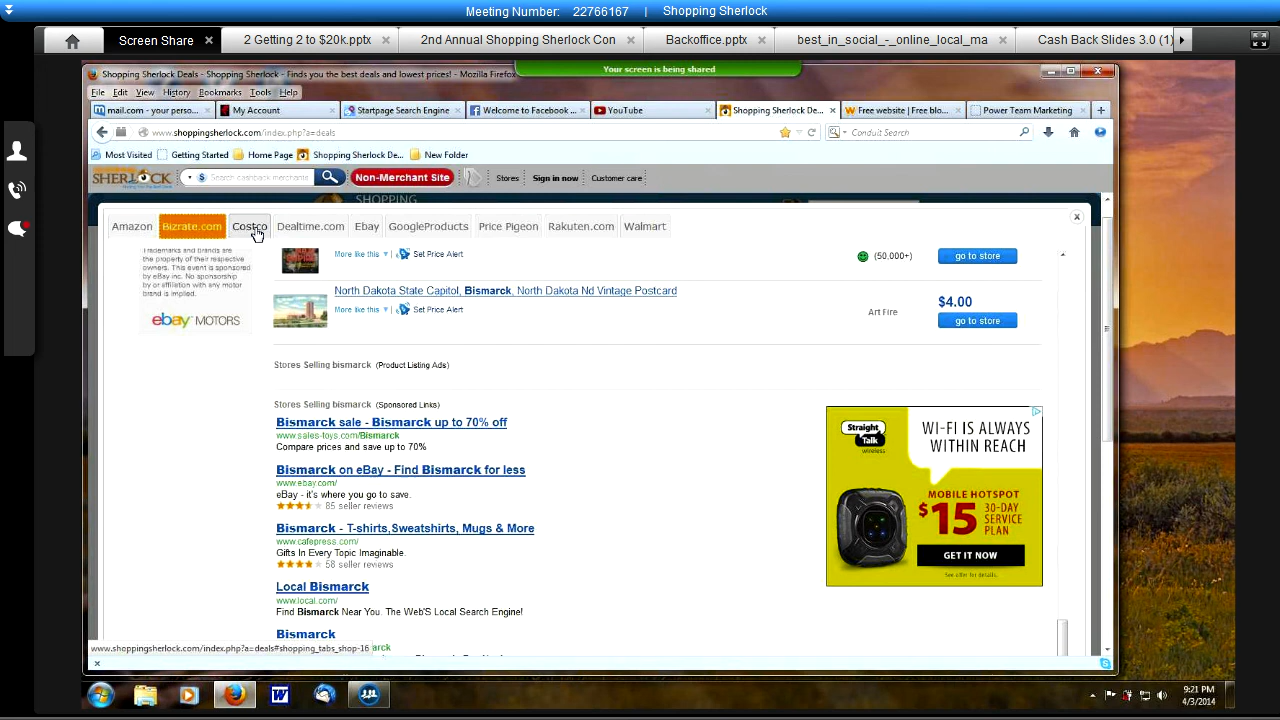 Meeting Number: 22766167 | Shopping Sherlock
Screen Share
2 Getting 2 to $20k.pptx
2nd Annual Shopping Sherlock Con
Backoffice.pptx
best_in_social_-_online_local_ma
Cash Back Slides 3.0 (1)
Your screen is being shared
Shopping Sherlock Deals - Shopping Sherlock - Finds you the best deals and lowest prices! - Mozilla Firefox
File Edit View History Bookmarks Tools Help
mail.com - your perso...
My Account
Startpage Search Engine
Welcome to Facebook ...
YouTube
Shopping Sherlock De...
Free website | Free blo...
Power Team Marketing
www.shoppingsherlock.com/index.php?a=deals
Conduit Search
Most Visited
Getting Started
Home Page
Shopping Sherlock De...
New Folder
SHERLOCK
$ Search cashback merchants
Non-Merchant Site
Stores
Sign in now
Customer care
SHOPPING
Amazon
Bizrate.com
Costco
Dealtime.com
Ebay
GoogleProducts
Price Pigeon
Rakuten.com
Walmart
Trademarks and brands are
the property of their respective
owners. This event is sponsored
by eBay inc. No sponsorship
by or affiliation with any motor
brand is implied.
ebay MOTORS
More like this
Set Price Alert
(50,000+)
go to store
North Dakota State Capitol, Bismarck, North Dakota Nd Vintage Postcard
More like this
Set Price Alert
Art Fire
$4.00
go to store
Stores Selling bismarck (Product Listing Ads)
Stores Selling bismarck (Sponsored Links)
Bismarck sale - Bismarck up to 70% off
www.sales-toys.com/Bismarck
Compare prices and save up to 70%
Bismarck on eBay - Find Bismarck for less
www.ebay.com/
eBay - it's where you go to save.
85 seller reviews
Bismarck - T-shirts,Sweatshirts, Mugs & More
www.cafepress.com/
Gifts In Every Topic Imaginable.
58 seller reviews
Local Bismarck
www.local.com/
Find Bismarck Near You. The Web'S Local Search Engine!
Bismarck
Straight
Talk
wireless
WI-FI IS ALWAYS
WITHIN REACH
MOBILE HOTSPOT
$15
30-DAY
SERVICE
PLAN
GET IT NOW
See offer for details.
www.shoppingsherlock.com/index.php?a=deals#shopping_tabs_shop-16
arck
9:21 PM
4/3/2014